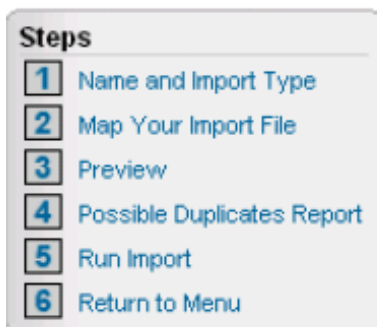 Steps
1 Name and Import Type
2 Map Your Import File
3 Preview
4 Possible Duplicates Report
5 Run Import
6 Return to Menu